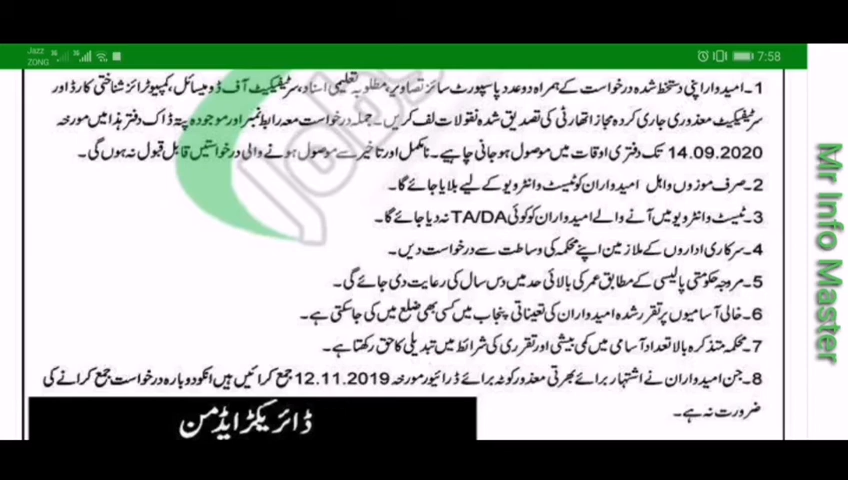 Jazz
ZONG
7:58
1- امیدوار اپنی دستخط شدہ درخواست کے ہمراہ دو عدد پاسپورٹ سائز تصاویر، مطلوبہ تعلیمی اسناد، سرٹیفکیٹ آف ڈومیسائل، کمپیوٹرائز شناختی کارڈ اور
سرٹیفکیٹ معذوری جاری کردہ مجاز اتھارٹی کی تصدیق شدہ نقولات لف کریں۔ جملہ درخواست معہ رابطہ نمبر اور موجودہ پتہ ڈاک دفتر ہذا میں مورخہ
14.09.2020 تک دفتری اوقات میں موصول ہو جانی چاہیے۔ نامکمل اور تاخیر سے موصول ہونے والی درخواستیں قابل قبول نہ ہوں گی۔
2- صرف موزوں و اہل امیدواران کو ٹیسٹ و انٹرویو کے لیے بلایا جائے گا۔
3- ٹیسٹ و انٹرویو میں آنے والے امیدواران کو کوئی TA/DA نہ دیا جائے گا۔
4- سرکاری اداروں کے ملازمین اپنے محکمہ کی وساطت سے درخواست دیں۔
5- مروجہ حکومتی پالیسی کے مطابق عمر کی بالائی حد میں دس سال کی رعایت دی جائے گی۔
6- خالی آسامیوں پر تقرر شدہ امیدواران کی تعیناتی پنجاب میں کسی بھی ضلع میں کی جا سکتی ہے۔
7- محکمہ متذکرہ بالا تعداد آسامی میں کمی بیشی اور تقرری کی شرائط میں تبدیلی کا حق رکھتا ہے۔
8- جن امیدواران نے اشتہار برائے بھرتی معذور کوٹہ برائے ڈرائیور مورخہ 12.11.2019 جمع کرائیں ہیں انکو دوبارہ درخواست جمع کرانے کی
ضرورت نہ ہے۔
ڈائریکٹر ایڈمن
Mr Info Master